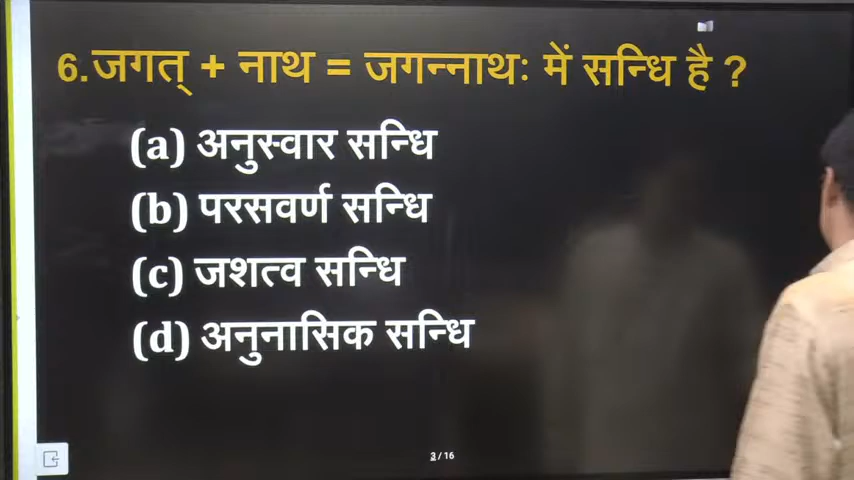 6.जगत् + नाथ = जगन्नाथः में सन्धि है ?
(a) अनुस्वार सन्धि
(b) परसवर्ण सन्धि
(c) जशत्व सन्धि
(d) अनुनासिक सन्धि
3 / 16